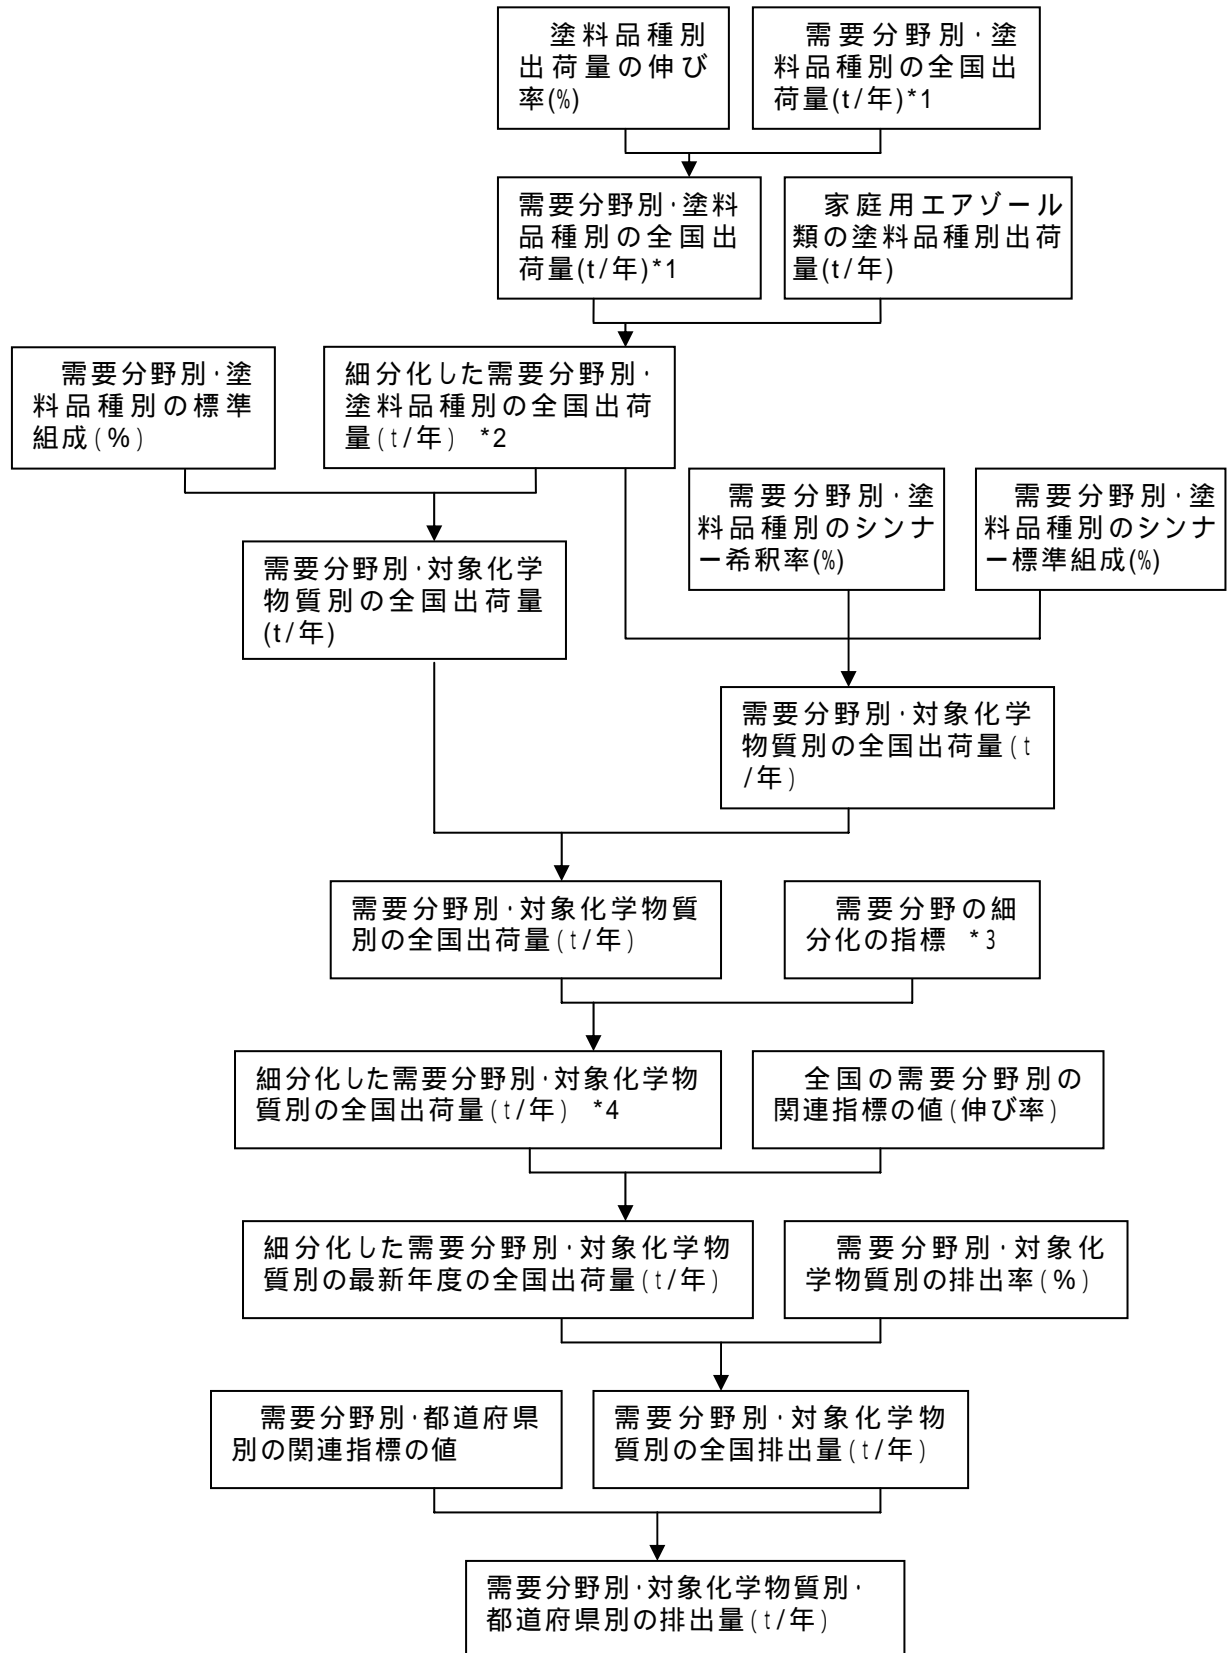 塗料品種別
出荷量の伸び
率(%)
需要分野別・塗
料品種別の全国出
荷量(t/年)*1
需要分野別・塗料
品種別の全国出
荷量(t/年)*1
家庭用エアゾール
類の塗料品種別出荷
量(t/年)
需要分野別・塗
料品種別の標準
組成(%)
細分化した需要分野別・
塗料品種別の全国出荷
量(t/年) *2
需要分野別・塗
料品種別のシンナ
ー希釈率(%)
需要分野別・塗
料品種別のシンナ
ー標準組成(%)
需要分野別・対象化学
物質別の全国出荷量
(t/年)
需要分野別・対象化学
物質別の全国出荷量(t
/年)
需要分野別・対象化学物質
別の全国出荷量(t/年)
需要分野の細
分化の指標 *3
細分化した需要分野別・対象化学物
質別の全国出荷量(t/年) *4
全国の需要分野別の
関連指標の値(伸び率)
細分化した需要分野別・対象化学物
質別の最新年度の全国出荷量(t/年)
需要分野別・対象化
学物質別の排出率(%)
需要分野別・都道府県
別の関連指標の値
需要分野別・対象化学物
質別の全国排出量(t/年)
需要分野別・対象化学物質別・
都道府県別の排出量(t/年)